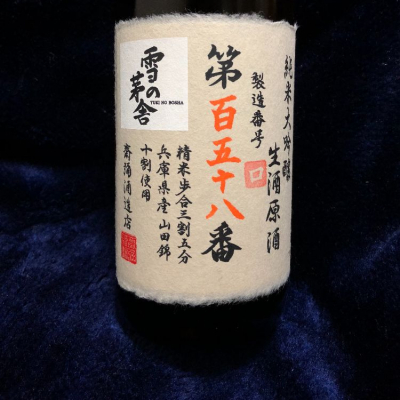 純米大吟醸
生酒原酒
製造番号
第百五十八番
雪の
茅舎
YUKI NO BOSHA
精米歩合三割五分
兵庫県産山田錦
十割使用
齋彌酒造店